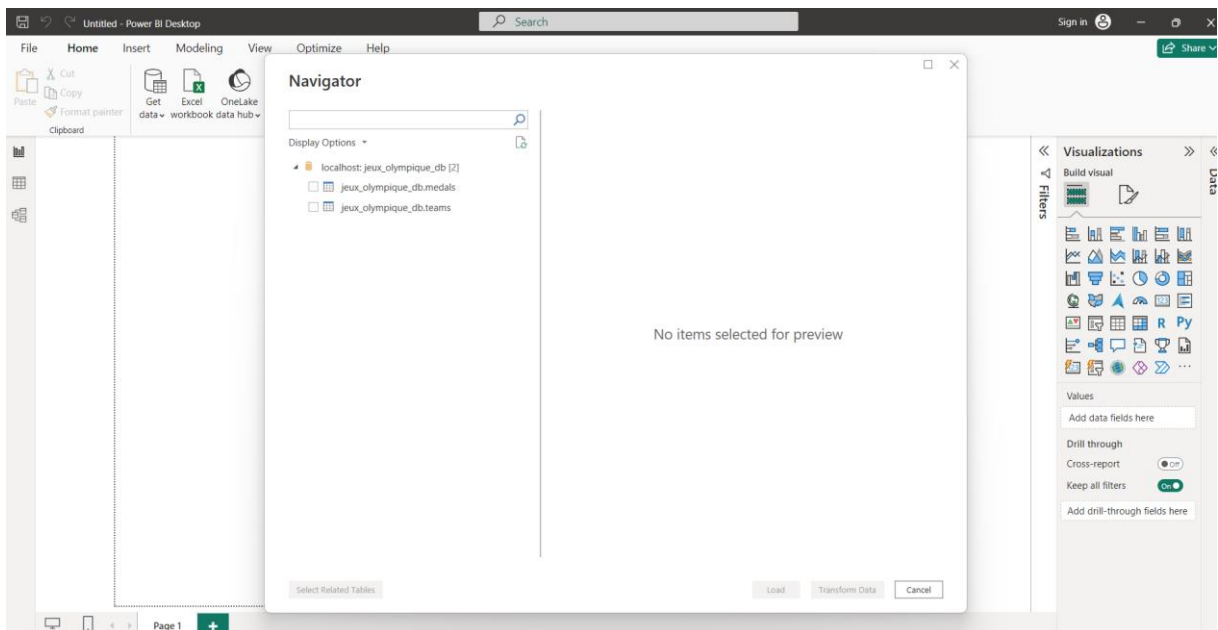 Untitled - Power BI Desktop
Search
Sign in
File Home Insert Modeling View Optimize Help
Share
Paste
Cut
Copy
Format painter
Clipboard
Get data
Excel workbook
OneLake data hub
Navigator
Display Options
localhost: jeux_olympique_db [2]
jeux_olympique_db.medals
jeux_olympique_db.teams
No items selected for preview
Select Related Tables
Load
Transform Data
Cancel
Filters
Visualizations
Build visual
R Py
123
Values
Add data fields here
Drill through
Cross-report
Off
Keep all filters
On
Add drill-through fields here
Data
Page 1